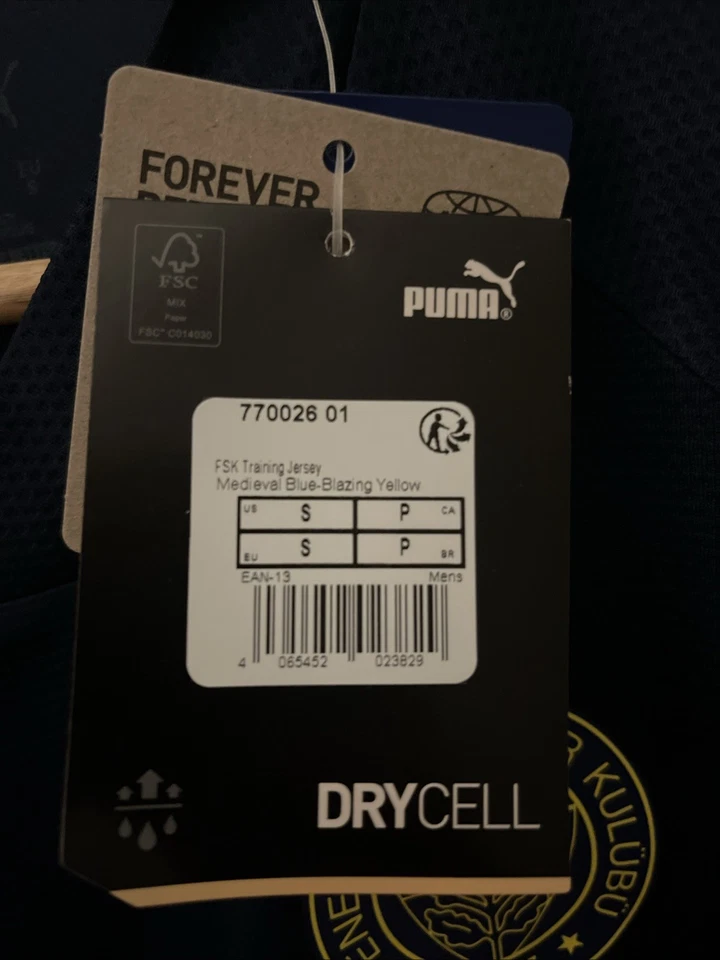 FOREVER
FSC
MIX
Paper
FSC™ C014030
PUMA®
770026 01
FSK Training Jersey
Medieval Blue-Blazing Yellow
US S P CA
EU S P BR
EAN-13 Mens
4 065452 023829
DRYCELL
KULÜBÜ